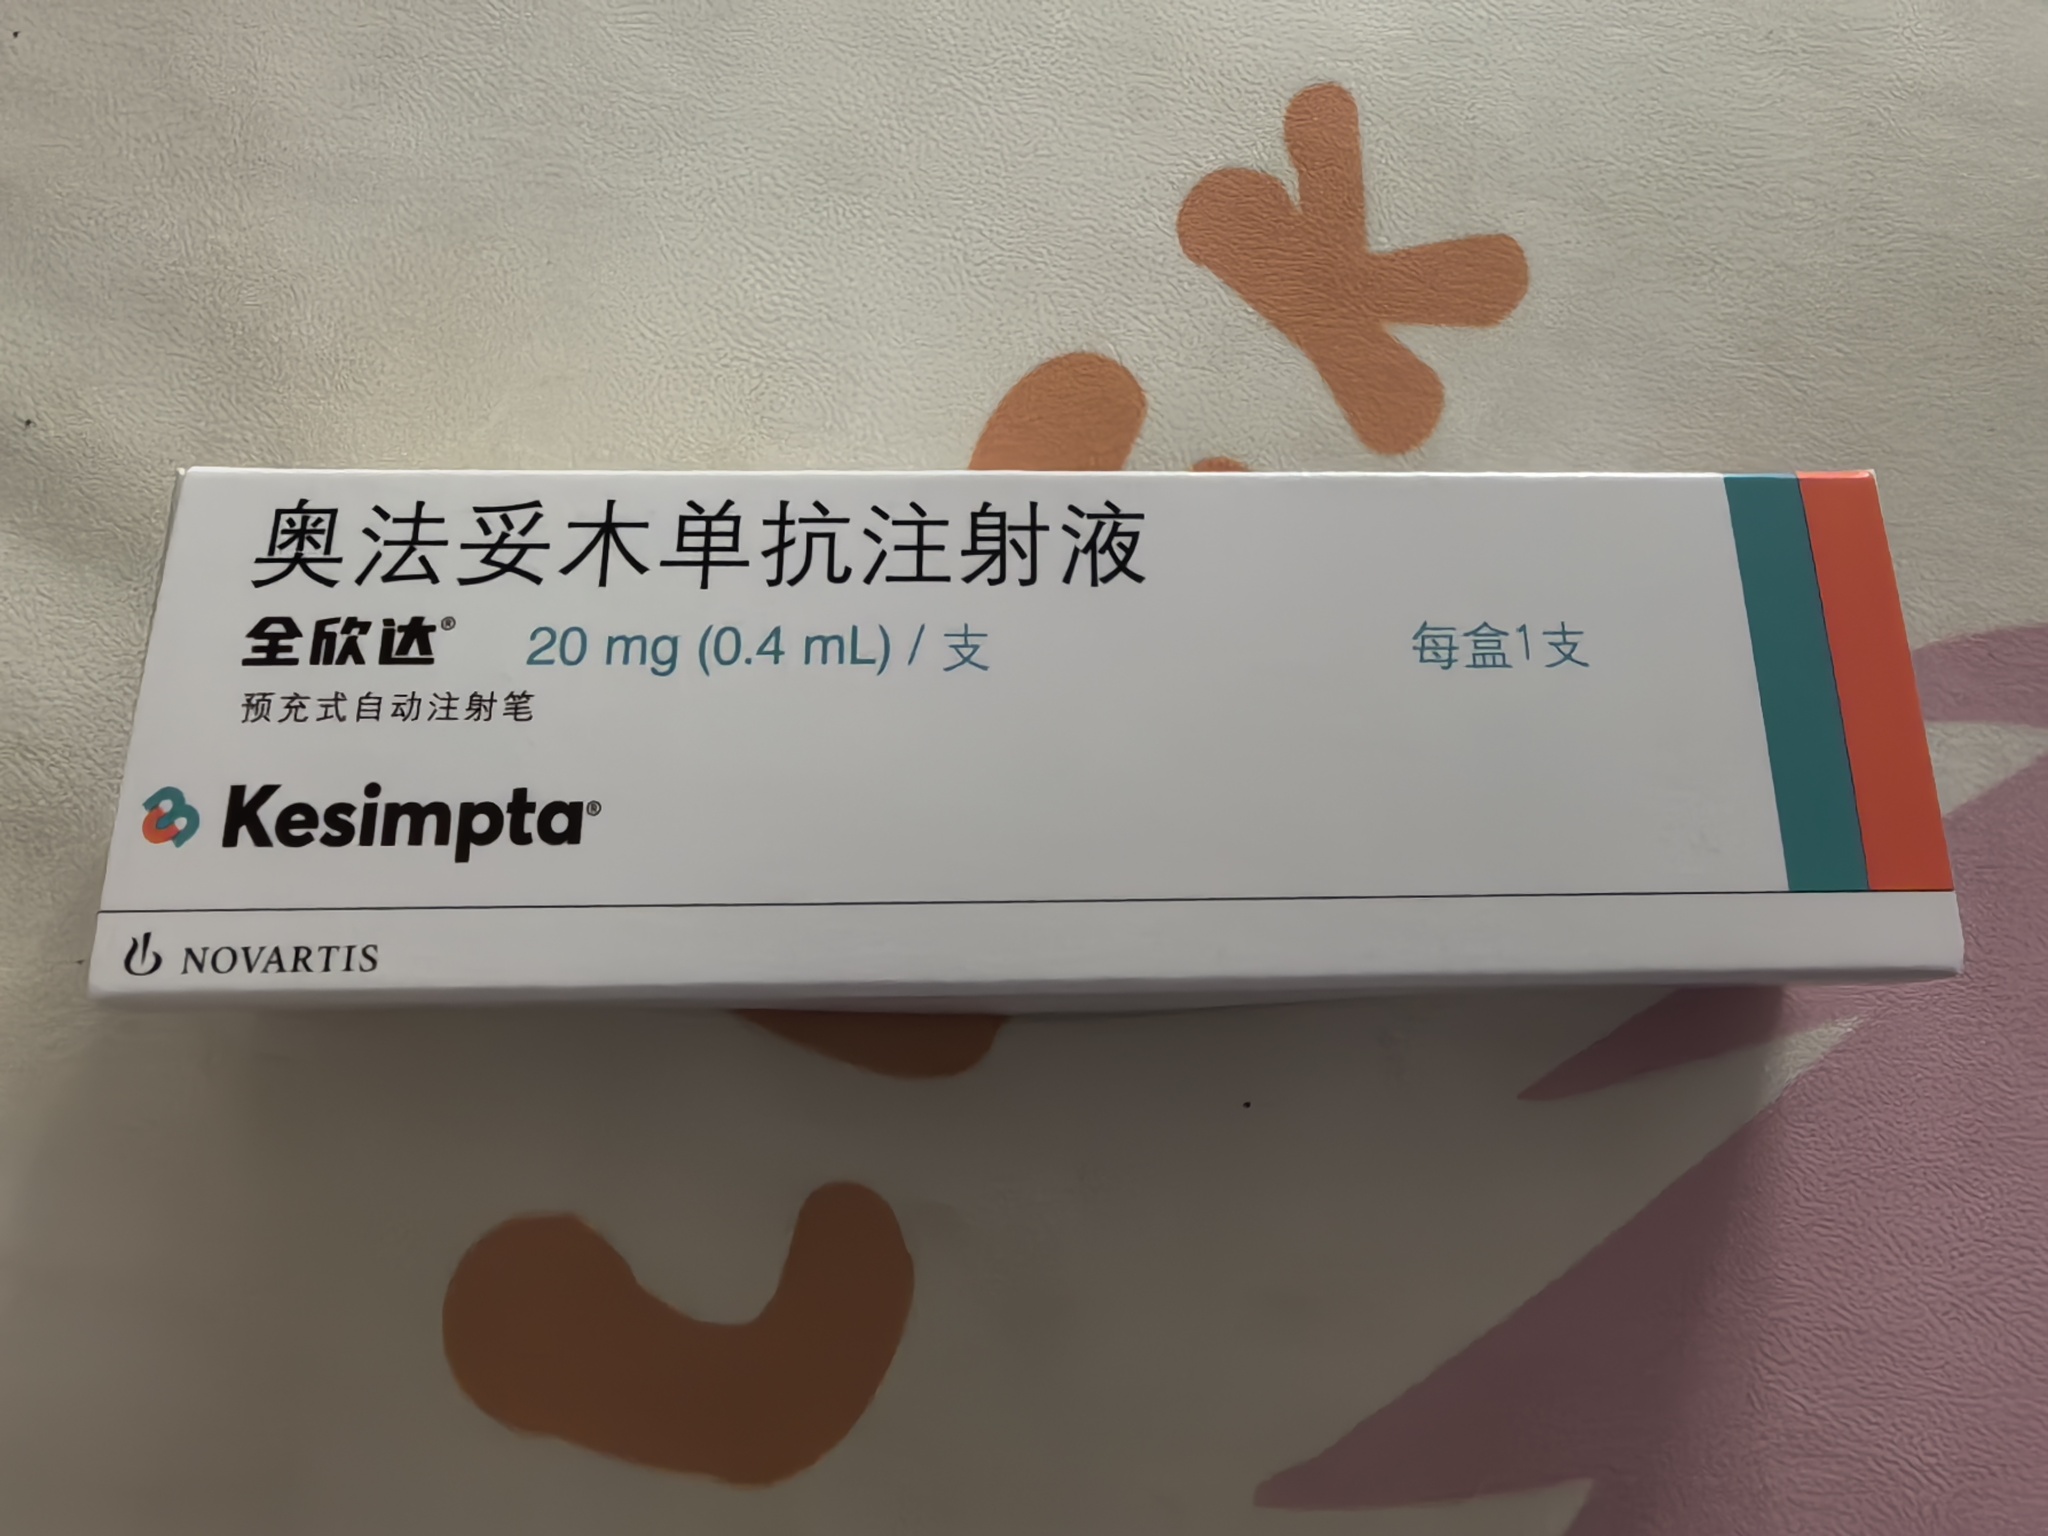 奥法妥木单抗注射液
全欣达® 20 mg (0.4 mL) / 支 每盒1支
预充式自动注射笔
Kesimpta®
NOVARTIS